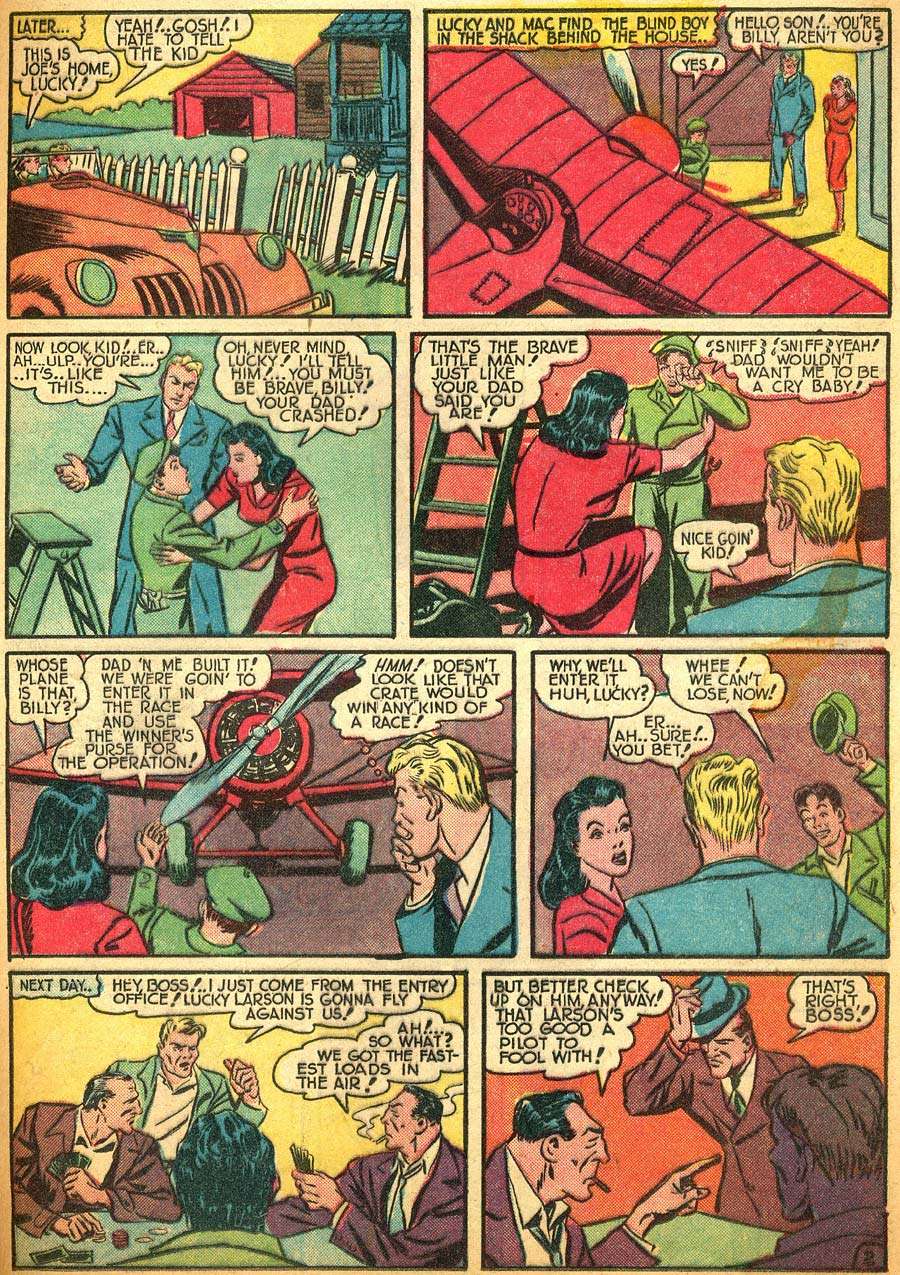 LATER...
THIS IS
JOE'S HOME,
LUCKY!
YEAH!..GOSH!.I
HATE TO TELL
THE KID
LUCKY AND MAC FIND THE BLIND BOY
IN THE SHACK BEHIND THE HOUSE..
HELLO SON!..YOU'RE
BILLY, AREN'T YOU?
YES!
NOW LOOK, KID!..ER..
AH...ULP..YOU'RE...
..IT'S..LIKE
THIS....
OH, NEVER MIND
LUCKY! I'LL TELL
HIM!...YOU MUST
BE BRAVE, BILLY!
YOUR DAD
CRASHED!
THAT'S THE BRAVE
LITTLE MAN!
JUST LIKE
YOUR DAD
SAID YOU
ARE!
SNIFF! SNIFF! YEAH!
DAD WOULDN'T
WANT ME TO BE
A CRY BABY!
NICE GOIN'
KID!
WHOSE
PLANE
IS THAT,
BILLY?
DAD 'N ME BUILT IT!
WE WERE GOIN' TO
ENTER IT IN
THE RACE
AND USE
THE WINNER'S
PURSE FOR
THE OPERATION!
HMM! DOESN'T
LOOK LIKE THAT
CRATE WOULD
WIN ANY KIND OF
A RACE!
WHY, WE'LL
ENTER IT,
HUH, LUCKY?
ER...
AH..SURE!..
YOU BET!
WHEE!
WE CAN'T
LOSE, NOW!
NEXT DAY..
HEY, BOSS!..I JUST COME FROM THE ENTRY
OFFICE! LUCKY LARSON IS GONNA FLY
AGAINST US!
AH!...
SO WHAT?
WE GOT THE FAST-
EST LOADS IN
THE AIR!
BUT BETTER CHECK
UP ON HIM, ANYWAY!
THAT LARSON'S
TOO GOOD A
PILOT TO
FOOL WITH!
THAT'S
RIGHT,
BOSS!
2